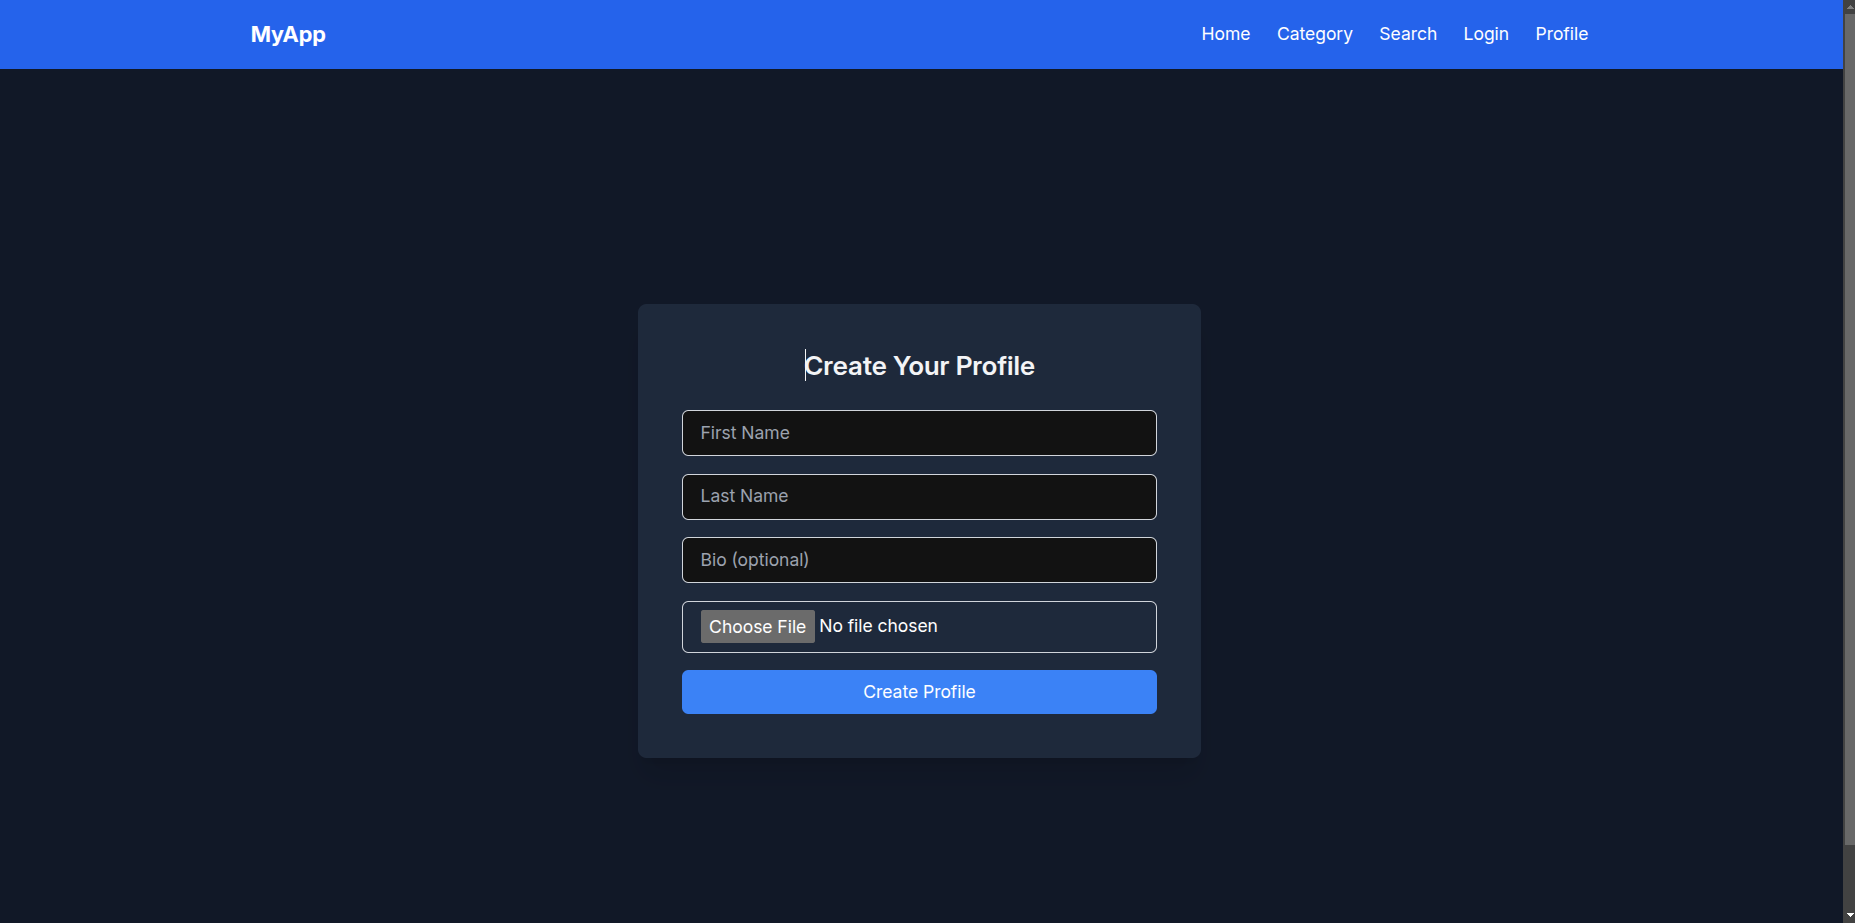 MyApp Home Category Search Login Profile
Create Your Profile
First Name
Last Name
Bio (optional)
Choose File No file chosen
Create Profile